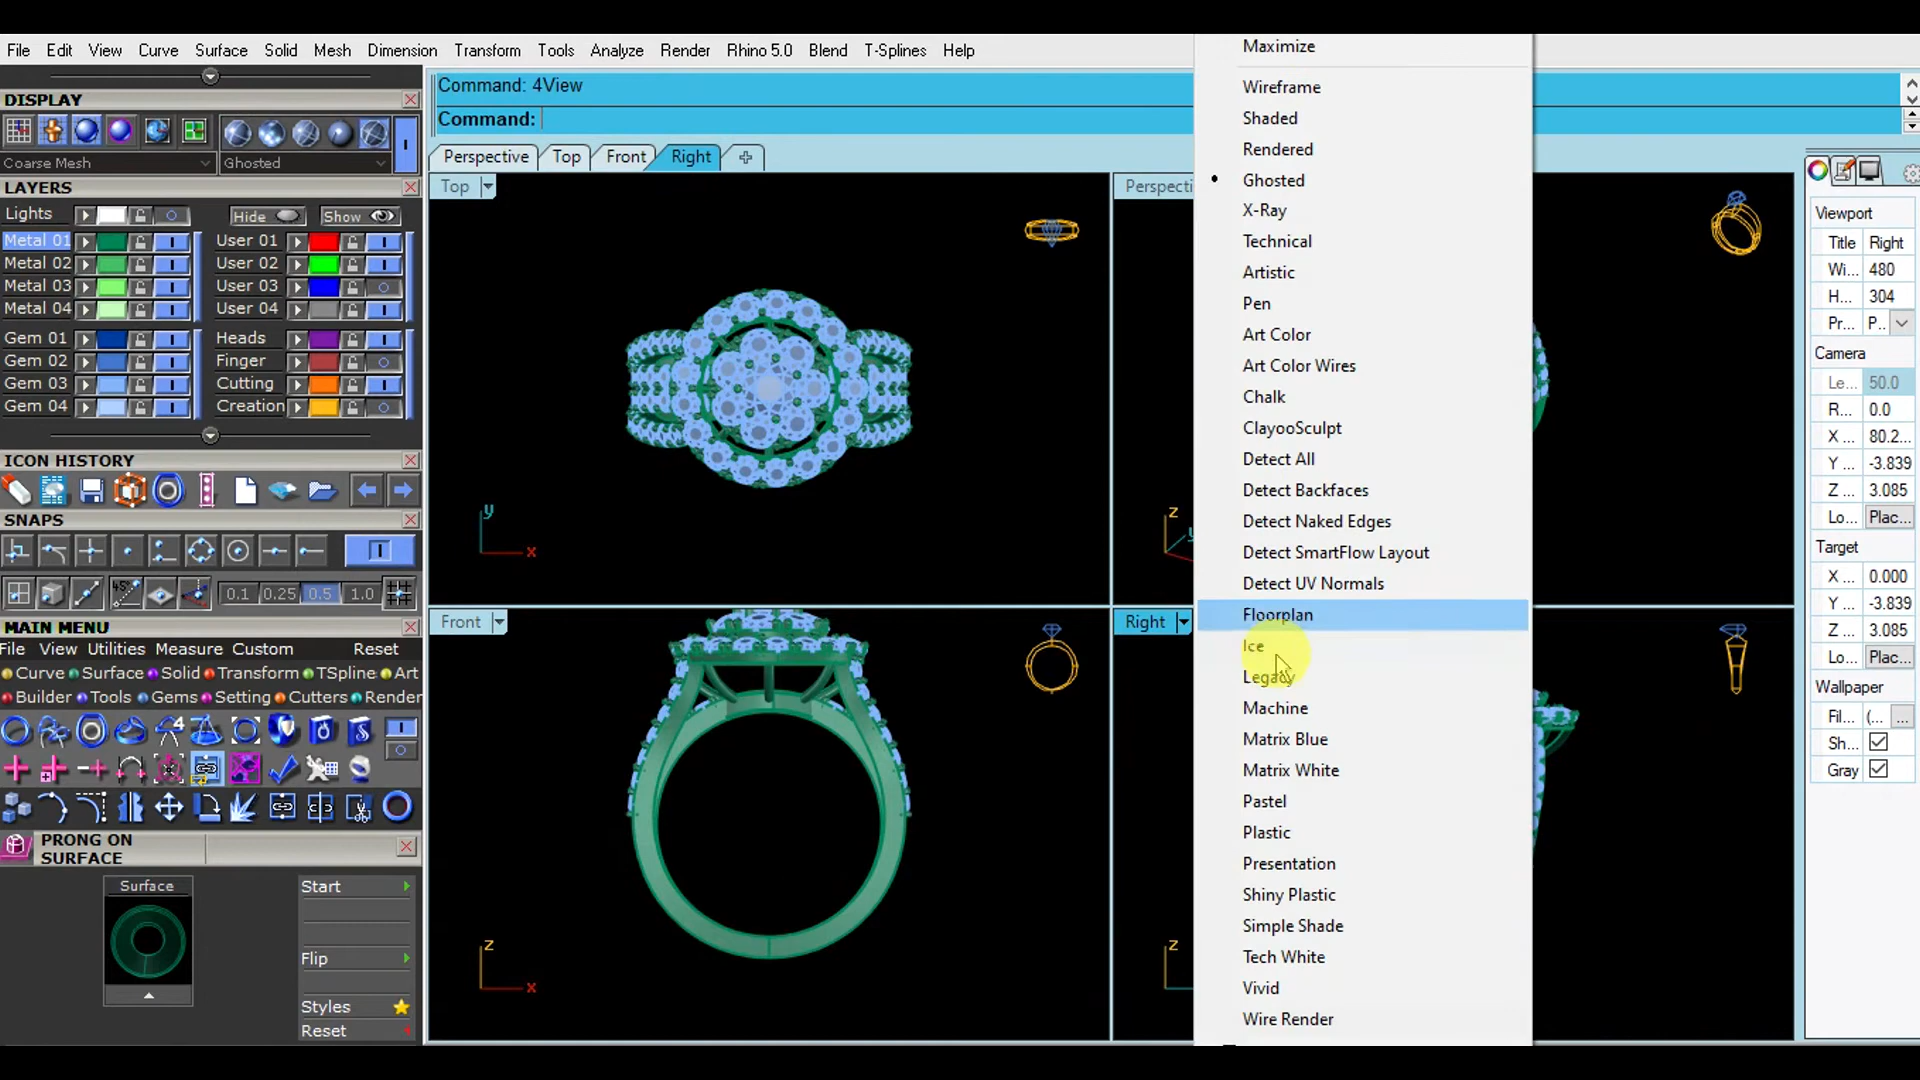 File Edit View Curve Surface Solid Mesh Dimension Transform Tools Analyze Render Rhino 5.0 Blend T-Splines Help
DISPLAY
Coarse Mesh Ghosted
LAYERS
Lights Hide Show
Metal 01 User 01
Metal 02 User 02
Metal 03 User 03
Metal 04 User 04
Gem 01 Heads
Gem 02 Finger
Gem 03 Cutting
Gem 04 Creation
ICON HISTORY
SNAPS
45°
0.1 0.25 0.5 1.0
MAIN MENU
File View Utilities Measure Custom Reset
Curve Surface Solid Transform TSpline Art
Builder Tools Gems Setting Cutters Render
PRONG ON
SURFACE
Surface
Start
Flip
Styles
Reset
Command: 4View
Command:
Perspective Top Front Right
Top
y
x
Perspecti
z
y
Front
z
x
Right
z
Maximize
Wireframe
Shaded
Rendered
Ghosted
X-Ray
Technical
Artistic
Pen
Art Color
Art Color Wires
Chalk
ClayooSculpt
Detect All
Detect Backfaces
Detect Naked Edges
Detect SmartFlow Layout
Detect UV Normals
Floorplan
Ice
Legacy
Machine
Matrix Blue
Matrix White
Pastel
Plastic
Presentation
Shiny Plastic
Simple Shade
Tech White
Vivid
Wire Render
Viewport
Title Right
Wi... 480
H... 304
Pr... P..
Camera
Le... 50.0
R... 0.0
X ... 80.2...
Y ... -3.839
Z ... 3.085
Lo... Plac...
Target
X ... 0.000
Y ... -3.839
Z ... 3.085
Lo... Plac...
Wallpaper
Fil... (... ...
Sh...
Gray